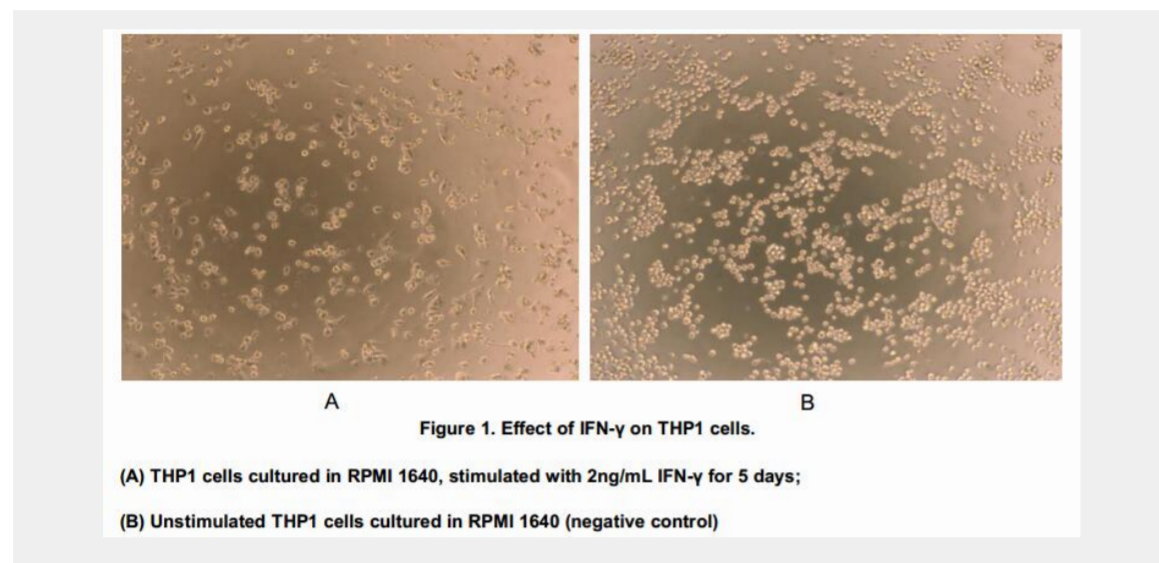 A
B
Figure 1. Effect of IFN-γ on THP1 cells.
(A) THP1 cells cultured in RPMI 1640, stimulated with 2ng/mL IFN-γ for 5 days;
(B) Unstimulated THP1 cells cultured in RPMI 1640 (negative control)